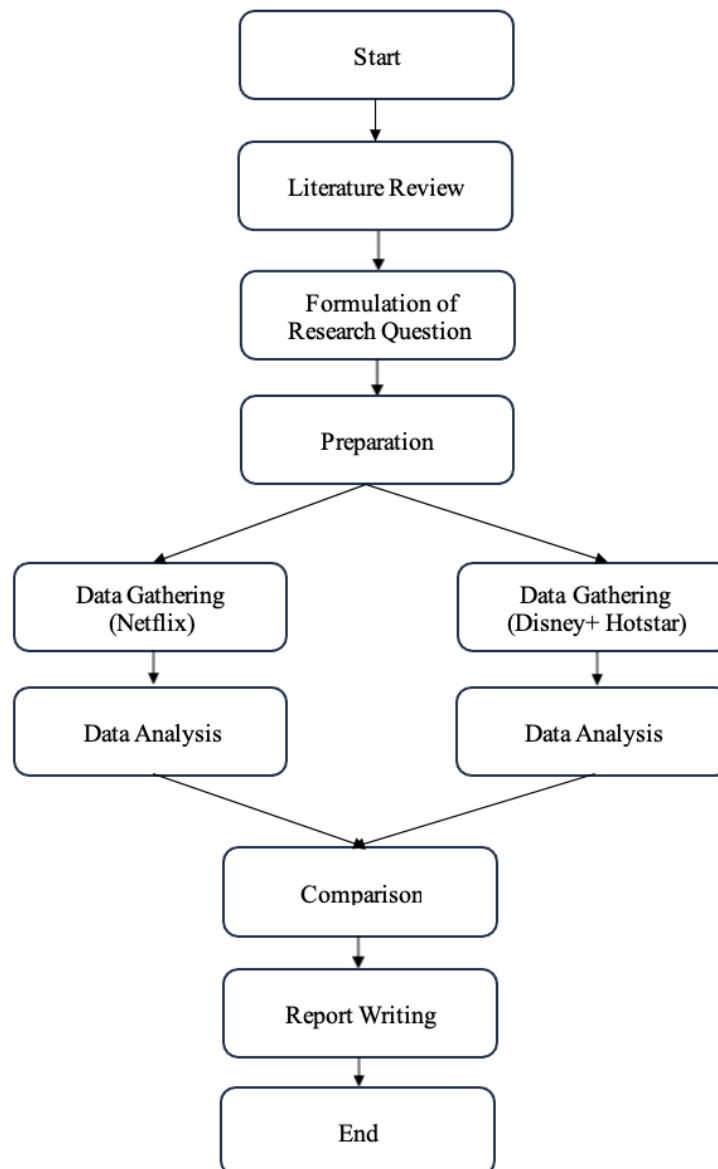 Start
Literature Review
Formulation of
Research Question
Preparation
Data Gathering
(Netflix)
Data Gathering
(Disney+ Hotstar)
Data Analysis
Data Analysis
Comparison
Report Writing
End